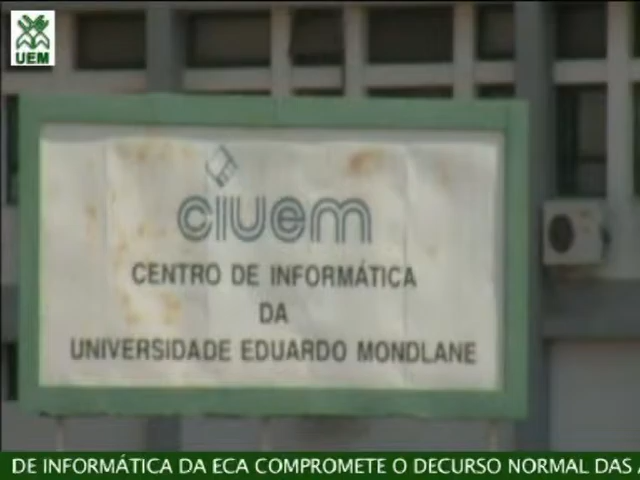 UEM
ciuem
CENTRO DE INFORMÁTICA
DA
UNIVERSIDADE EDUARDO MONDLANE
DE INFORMÁTICA DA ECA COMPROMETE O DECURSO NORMAL DAS